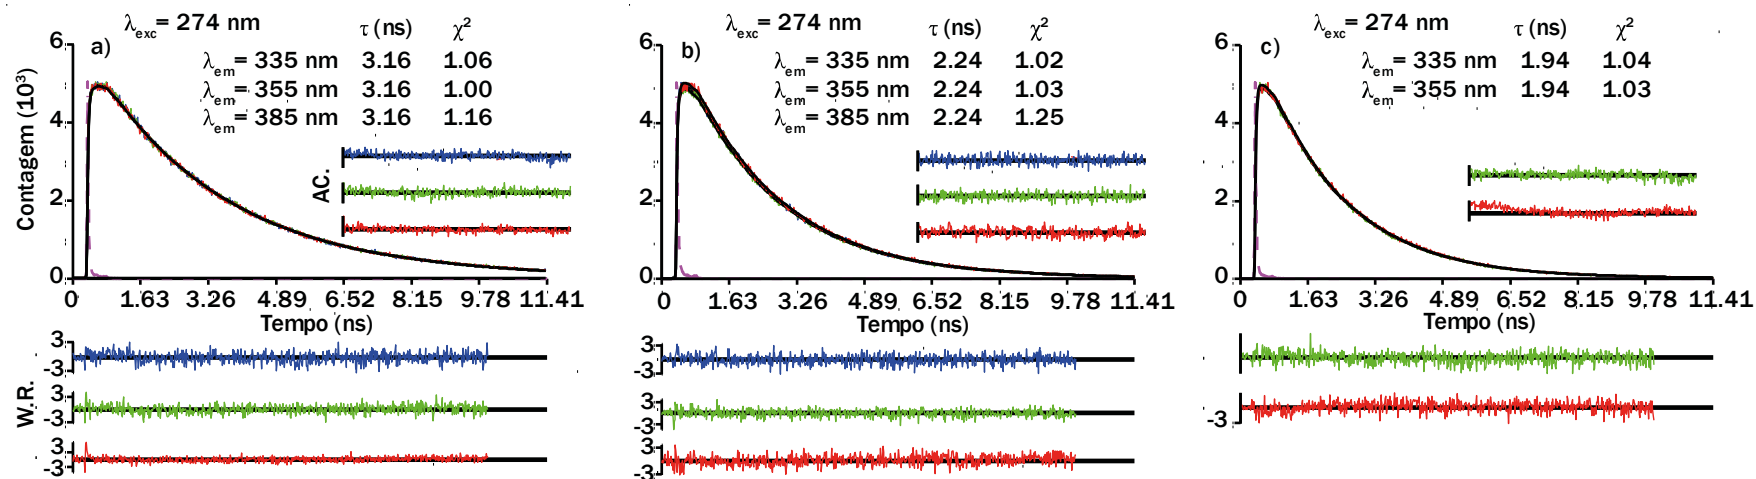 a)
λexc = 274 nm
τ (ns) χ²
λem = 335 nm 3.16 1.06
λem = 355 nm 3.16 1.00
λem = 385 nm 3.16 1.16
Contagem (10³)
6
4
2
0
AC.
0 1.63 3.26 4.89 6.52 8.15 9.78 11.41
Tempo (ns)
W.R.
3
-3
3
-3
3
-3
b)
λexc = 274 nm
τ (ns) χ²
λem = 335 nm 2.24 1.02
λem = 355 nm 2.24 1.03
λem = 385 nm 2.24 1.25
6
4
2
0
0 1.63 3.26 4.89 6.52 8.15 9.78 11.41
Tempo (ns)
3
-3
3
-3
3
-3
c)
λexc = 274 nm
τ (ns) χ²
λem = 335 nm 1.94 1.04
λem = 355 nm 1.94 1.03
6
4
2
0
0 1.63 3.26 4.89 6.52 8.15 9.78 11.41
Tempo (ns)
-3